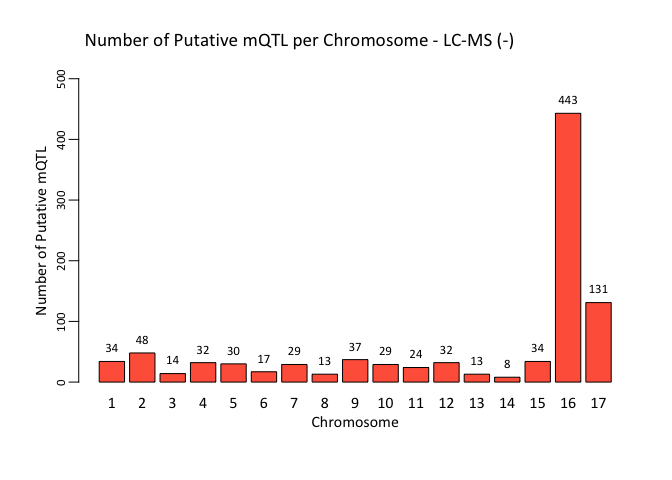 Number of Putative mQTL per Chromosome - LC-MS (-)
Number of Putative mQTL
500
400
300
200
100
0
34 48 14 32 30 17 29 13 37 29 24 32 13 8 34 443 131
1 2 3 4 5 6 7 8 9 10 11 12 13 14 15 16 17
Chromosome